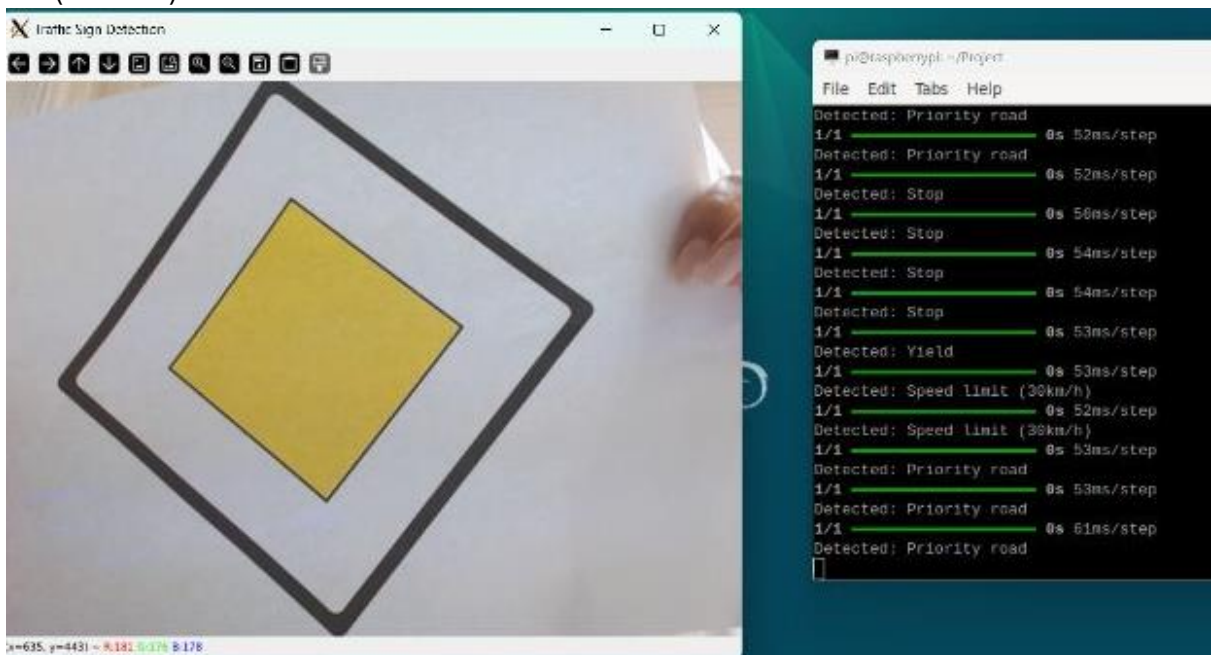 Traffic Sign Detection
(x=635, y=443) ~ R:181 G:176 B:178
pi@raspberrypi: ~/Project
File Edit Tabs Help
Detected: Priority road
1/1 0s 52ms/step
Detected: Priority road
1/1 0s 52ms/step
Detected: Stop
1/1 0s 56ms/step
Detected: Stop
1/1 0s 54ms/step
Detected: Stop
1/1 0s 54ms/step
Detected: Stop
1/1 0s 53ms/step
Detected: Yield
1/1 0s 53ms/step
Detected: Speed limit (30km/h)
1/1 0s 52ms/step
Detected: Speed limit (30km/h)
1/1 0s 53ms/step
Detected: Priority road
1/1 0s 53ms/step
Detected: Priority road
1/1 0s 61ms/step
Detected: Priority road